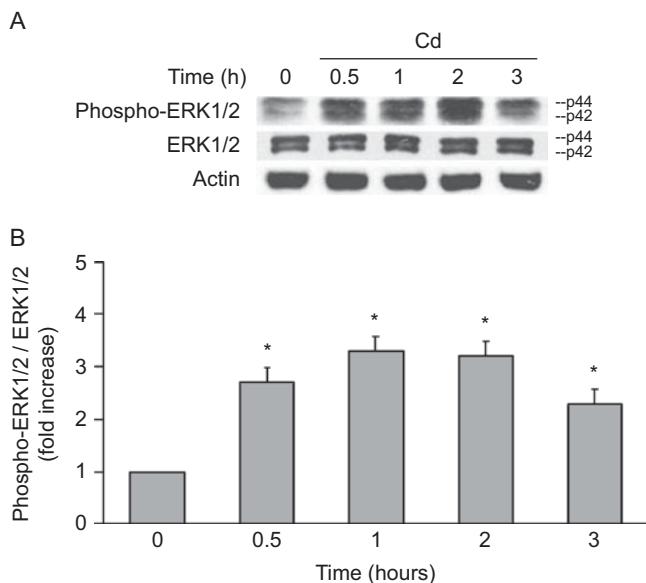 A
Cd
Time (h) 0 0.5 1 2 3
Phospho-ERK1/2 --p44
--p42
ERK1/2 --p44
--p42
Actin
B
Phospho-ERK1/2 / ERK1/2
(fold increase)
5
4
3
2
1
0
*
*
*
*
0 0.5 1 2 3
Time (hours)